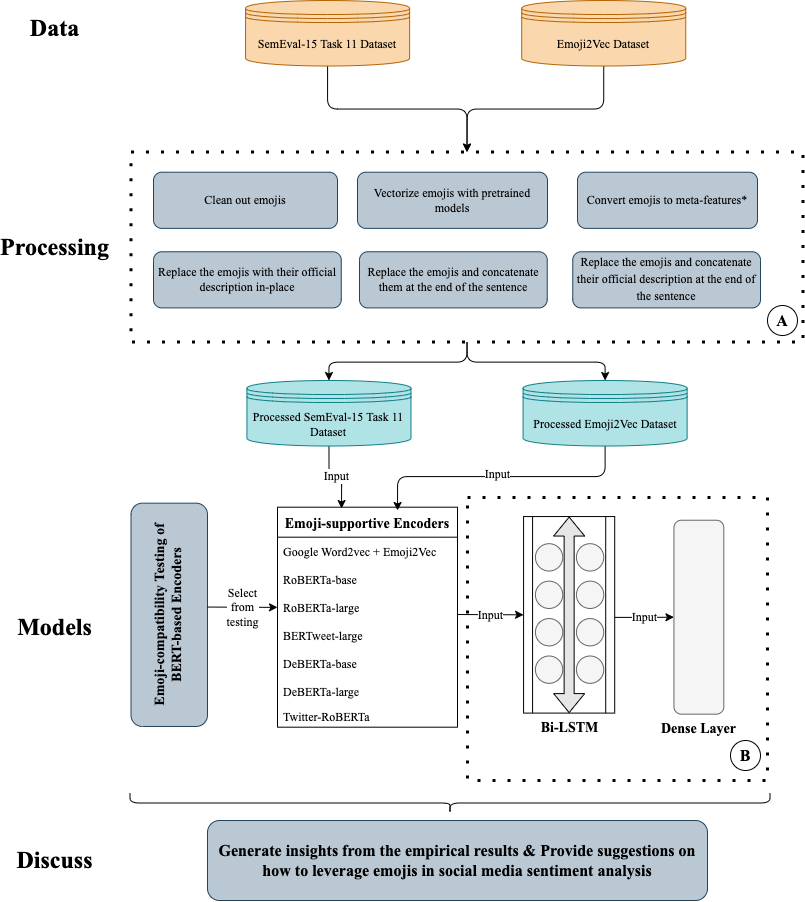 Data
SemEval-15 Task 11 Dataset
Emoji2Vec Dataset
Processing
Clean out emojis
Vectorize emojis with pretrained
models
Convert emojis to meta-features*
Replace the emojis with their official
description in-place
Replace the emojis and concatenate
them at the end of the sentence
Replace the emojis and concatenate
their official description at the end of
the sentence
A
Processed SemEval-15 Task 11
Dataset
Processed Emoji2Vec Dataset
Input
Input
Models
Emoji-compatibility Testing of
BERT-based Encoders
Select
from
testing
Emoji-supportive Encoders
Google Word2vec + Emoji2Vec
RoBERTa-base
RoBERTa-large
BERTweet-large
DeBERTa-base
DeBERTa-large
Twitter-RoBERTa
Input
Bi-LSTM
Input
Dense Layer
B
Discuss
Generate insights from the empirical results & Provide suggestions on
how to leverage emojis in social media sentiment analysis